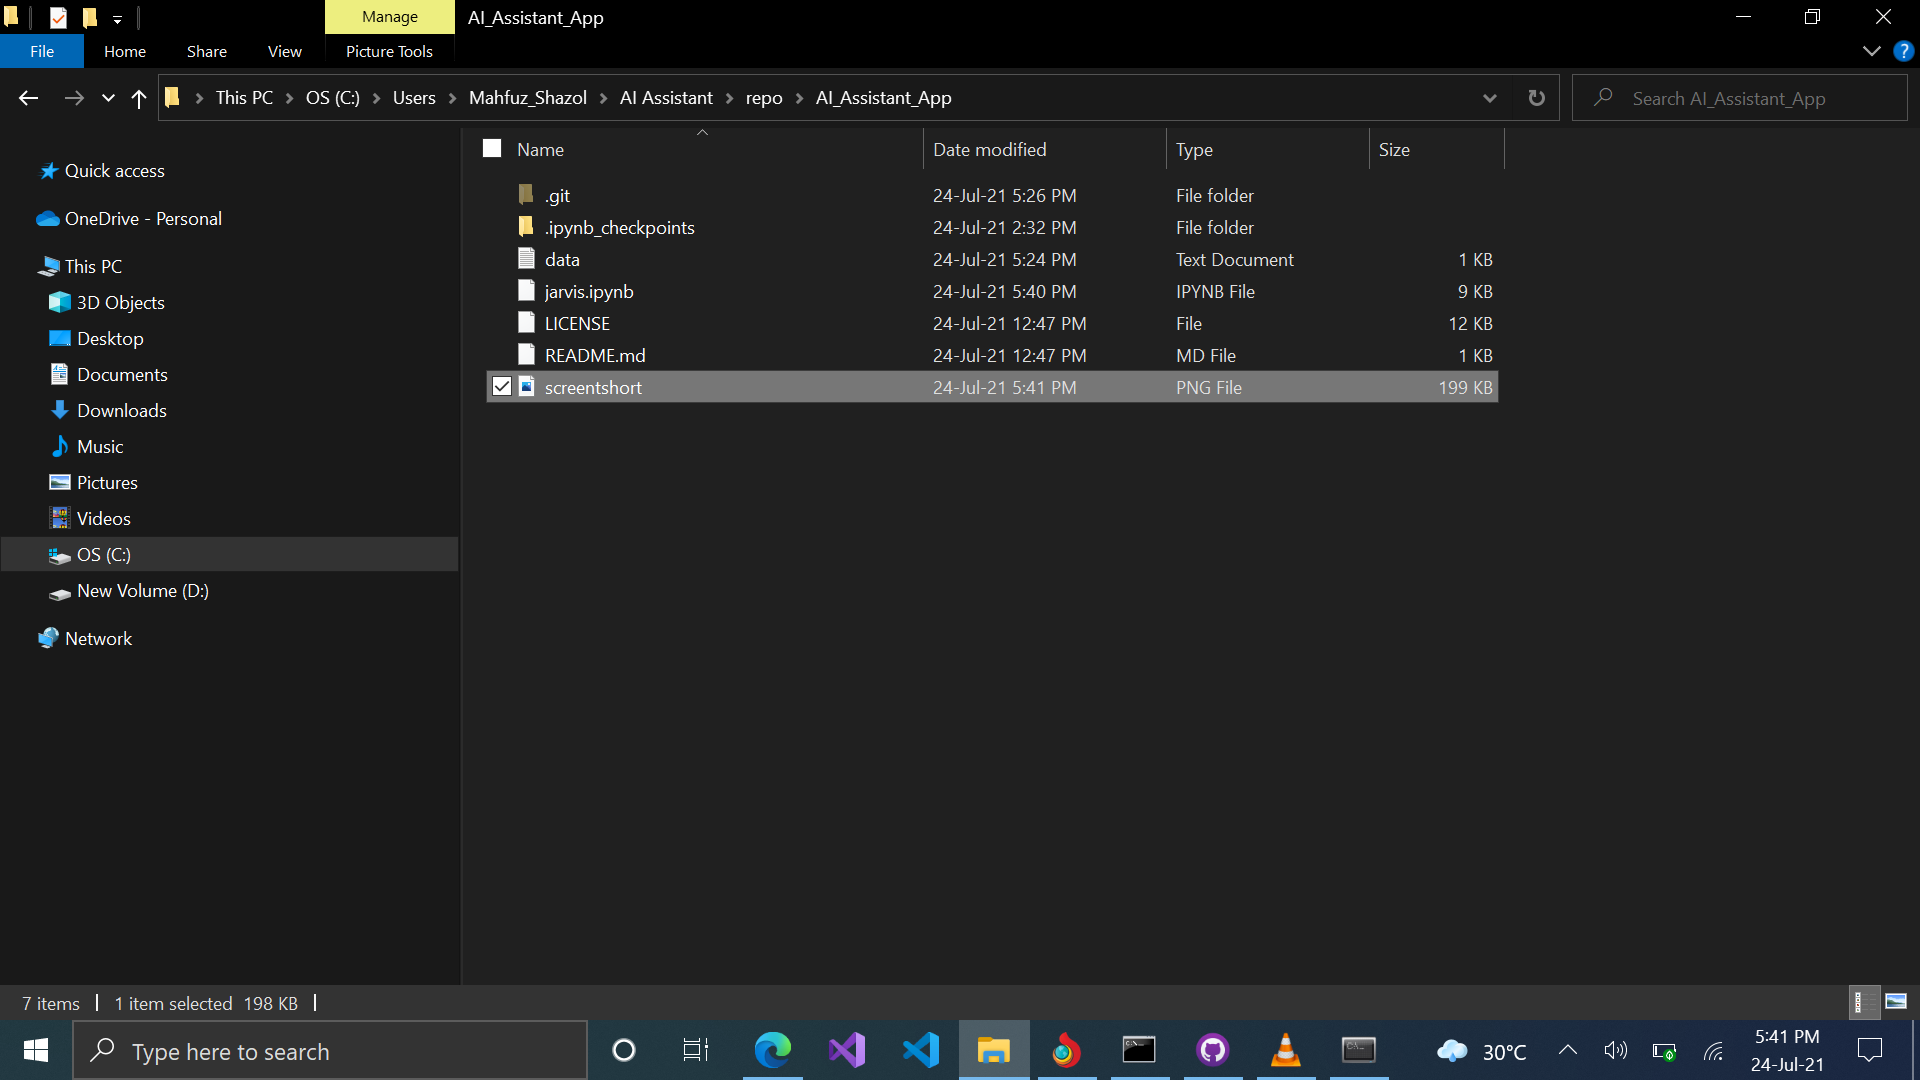 Manage
AI_Assistant_App
File
Home
Share
View
Picture Tools
This PC
OS (C:)
Users
Mahfuz_Shazol
AI Assistant
repo
AI_Assistant_App
Search AI_Assistant_App
Quick access
OneDrive - Personal
This PC
3D Objects
Desktop
Documents
Downloads
Music
Pictures
Videos
OS (C:)
New Volume (D:)
Network
Name Date modified Type Size
.git 24-Jul-21 5:26 PM File folder
.ipynb_checkpoints 24-Jul-21 2:32 PM File folder
data 24-Jul-21 5:24 PM Text Document 1 KB
jarvis.ipynb 24-Jul-21 5:40 PM IPYNB File 9 KB
LICENSE 24-Jul-21 12:47 PM File 12 KB
README.md 24-Jul-21 12:47 PM MD File 1 KB
screentshort 24-Jul-21 5:41 PM PNG File 199 KB
7 items 1 item selected 198 KB
Type here to search
30°C
5:41 PM
24-Jul-21